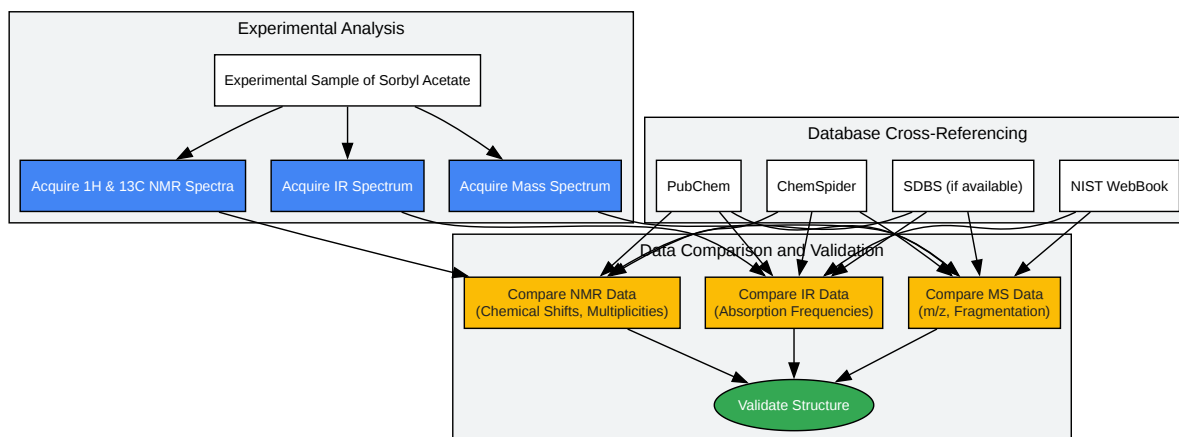 Experimental Analysis
Experimental Sample of Sorbyl Acetate
Database Cross-Referencing
Acquire 1H & 13C NMR Spectra
Acquire IR Spectrum
Acquire Mass Spectrum
PubChem
ChemSpider
SDBS (if available)
NIST WebBook
Data Comparison and Validation
Compare NMR Data
(Chemical Shifts, Multiplicities)
Compare IR Data
(Absorption Frequencies)
Compare MS Data
(m/z, Fragmentation)
Validate Structure